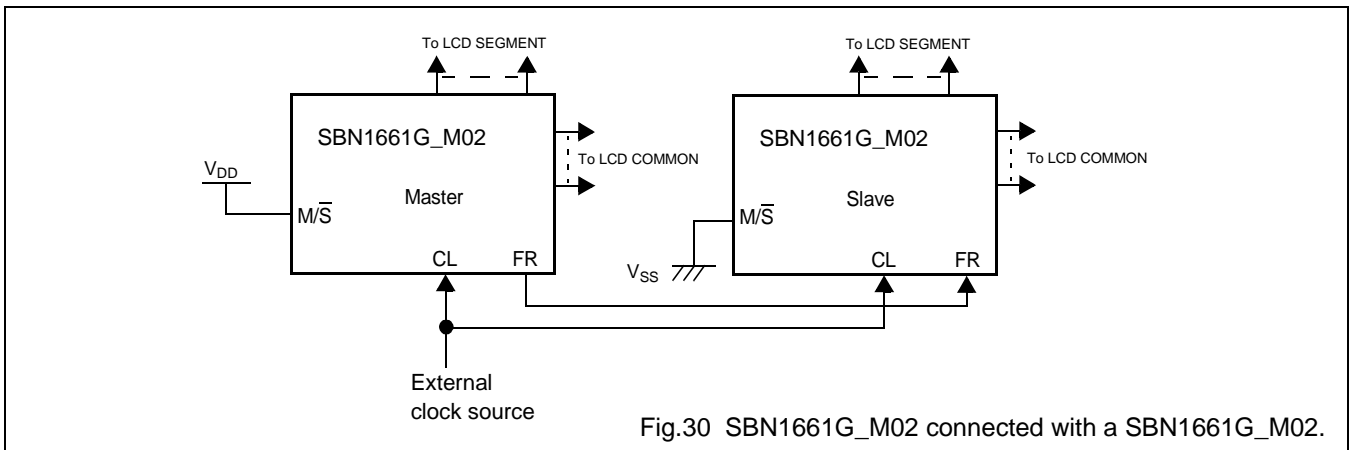 To LCD SEGMENT
To LCD SEGMENT
SBN1661G_M02
SBN1661G_M02
To LCD COMMON
To LCD COMMON
VDD
Master
Slave
M/S̅
M/S̅
CL
FR
VSS
CL
FR
External
clock source
Fig.30 SBN1661G_M02 connected with a SBN1661G_M02.